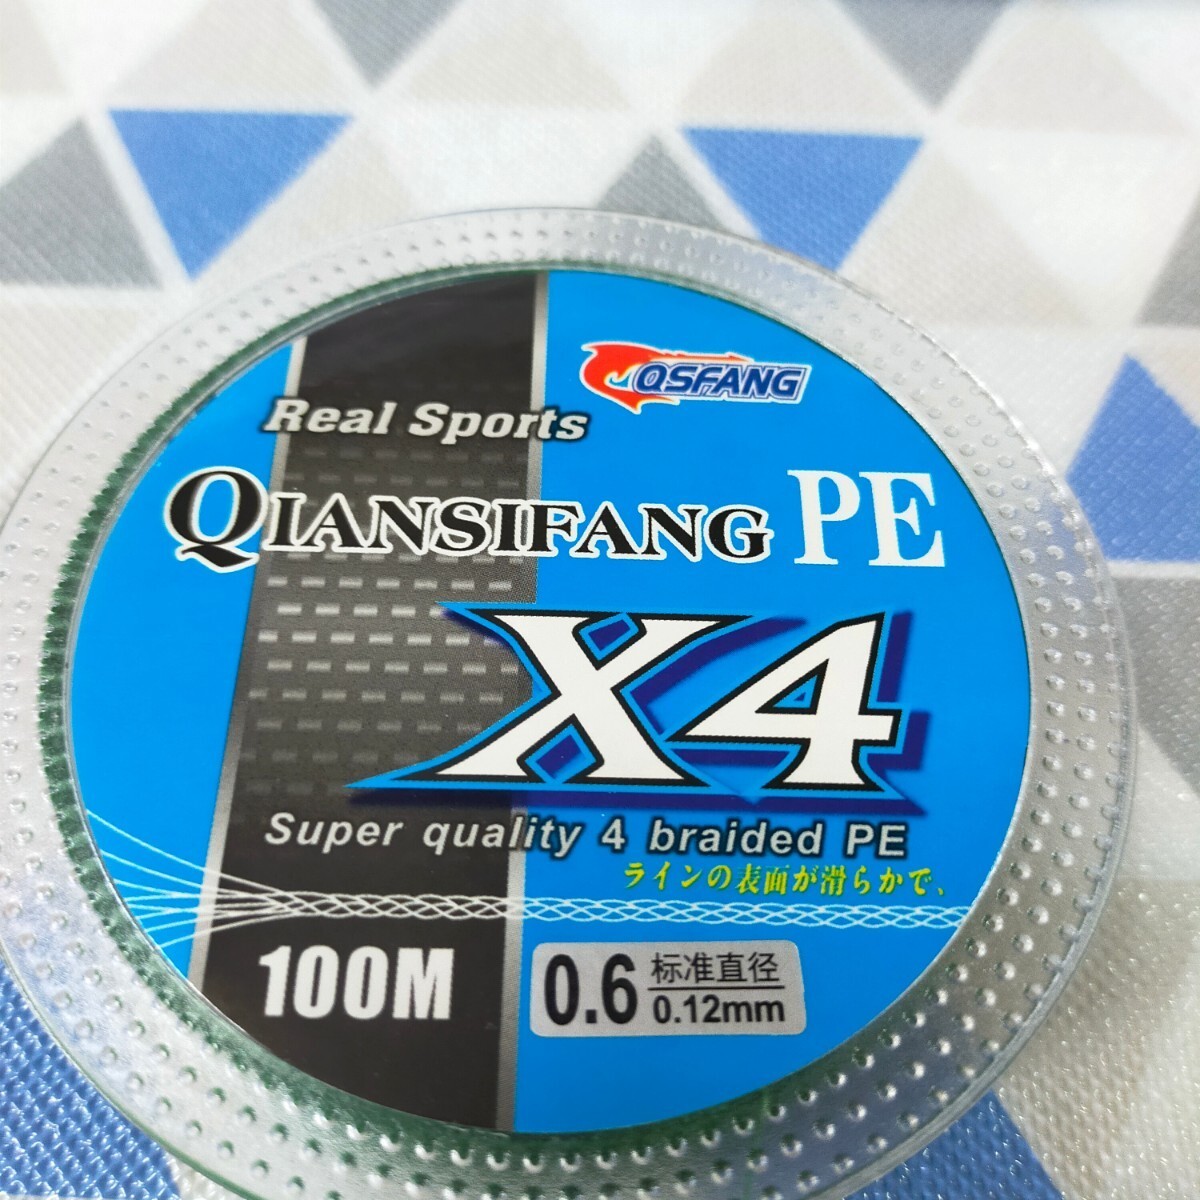 QSFANG
Real Sports
QIANSIFANG PE
X4
Super quality 4 braided PE
ラインの表面が滑らかで、
100M
0.6 标准直径
0.12mm